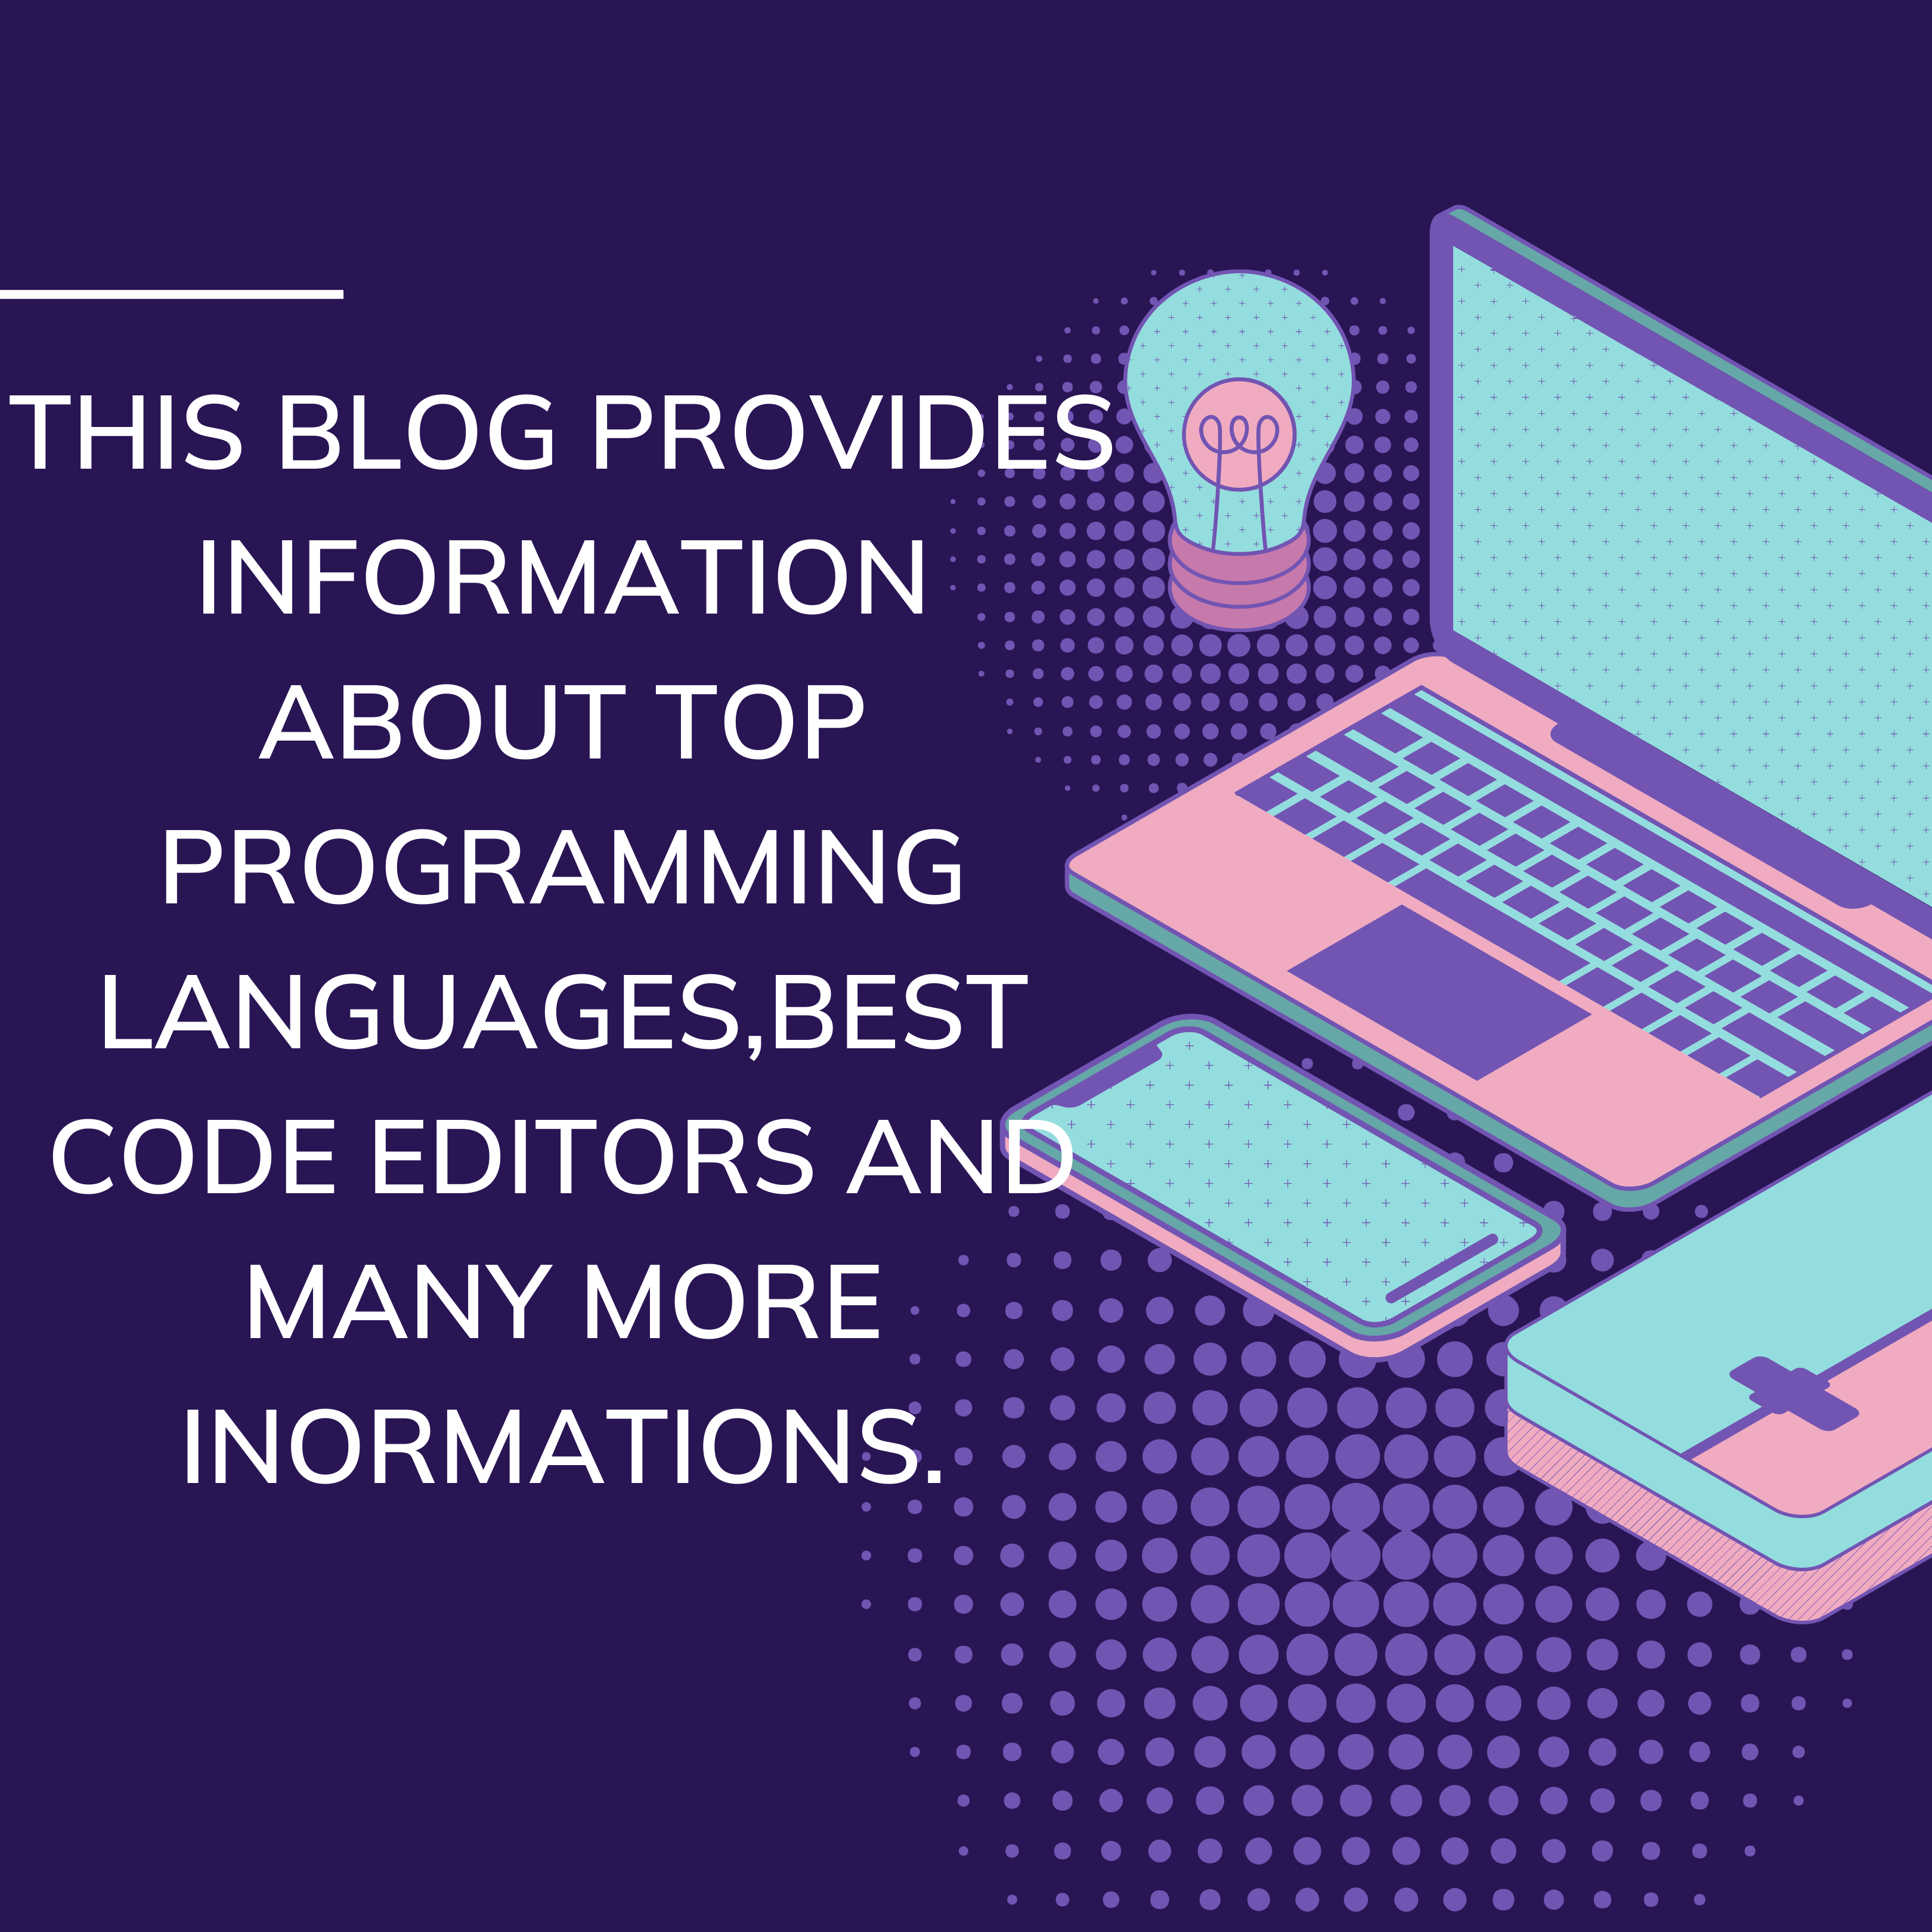 THIS BLOG PROVIDES
INFORMATION
ABOUT TOP
PROGRAMMING
LANGUAGES,BEST
CODE EDITORS AND
MANY MORE
INORMATIONS.